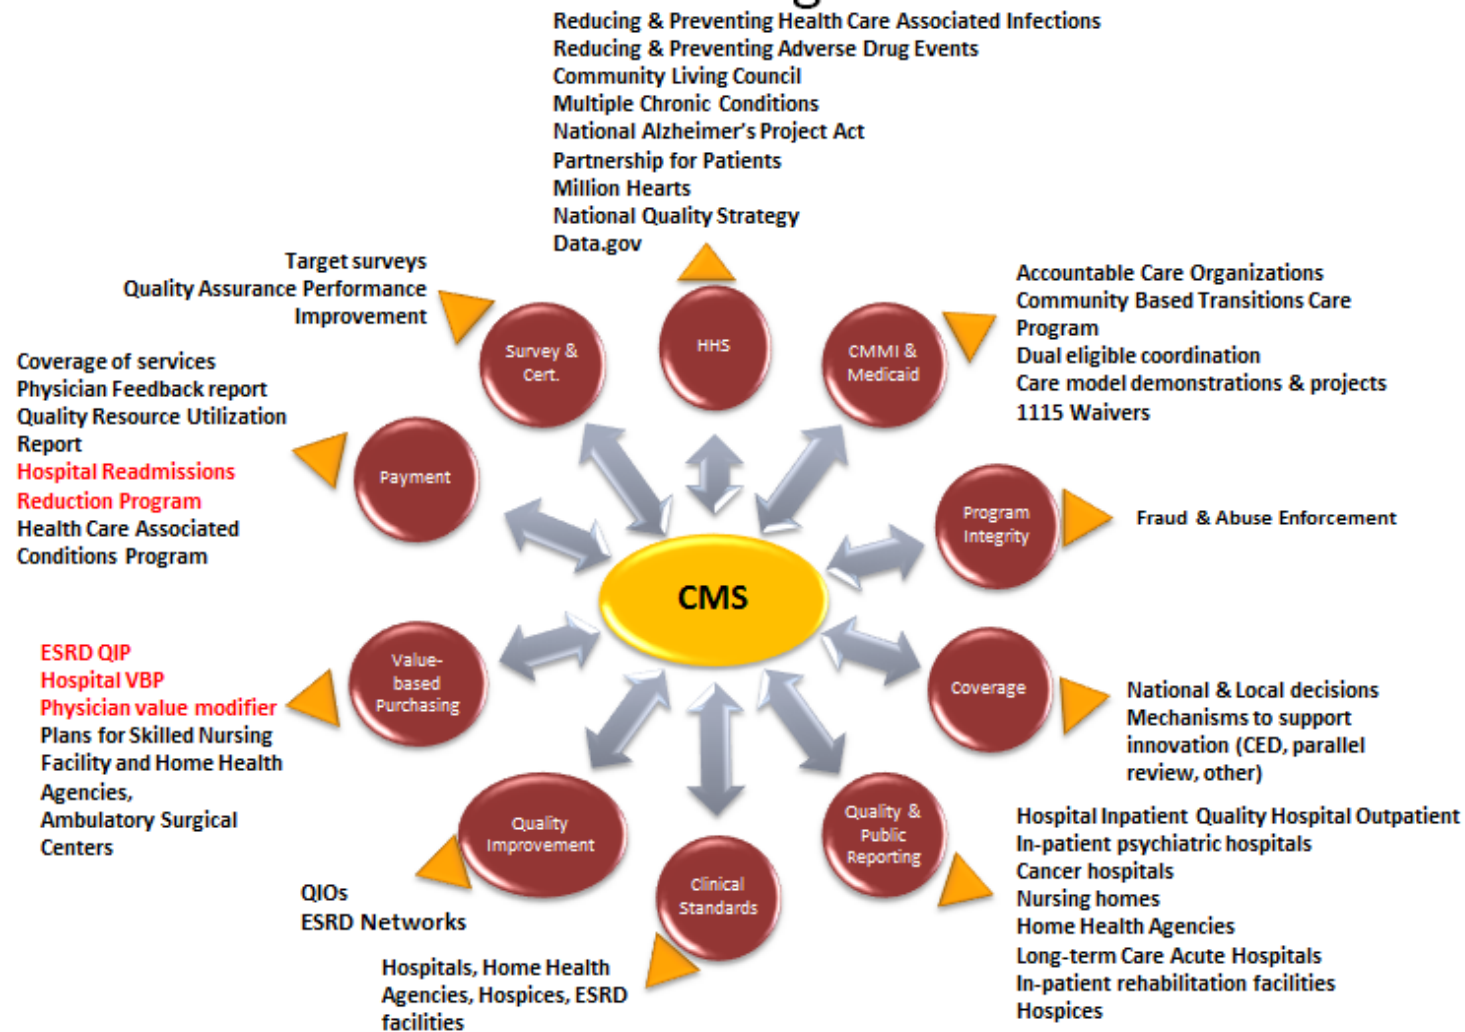 Reducing & Preventing Health Care Associated Infections
Reducing & Preventing Adverse Drug Events
Community Living Council
Multiple Chronic Conditions
National Alzheimer's Project Act
Partnership for Patients
Million Hearts
National Quality Strategy
Data.gov
Target surveys
Quality Assurance Performance
Improvement
Survey &
Cert.
HHS
CMMI &
Medicaid
Accountable Care Organizations
Community Based Transitions Care
Program
Dual eligible coordination
Care model demonstrations & projects
1115 Waivers
Coverage of services
Physician Feedback report
Quality Resource Utilization
Report
Hospital Readmissions
Reduction Program
Health Care Associated
Conditions Program
Payment
Program
Integrity
Fraud & Abuse Enforcement
CMS
ESRD QIP
Hospital VBP
Physician value modifier
Plans for Skilled Nursing
Facility and Home Health
Agencies,
Ambulatory Surgical
Centers
Value-
based
Purchasing
Coverage
National & Local decisions
Mechanisms to support
innovation (CED, parallel
review, other)
Quality
Improvement
QIOs
ESRD Networks
Clinical
Standards
Hospitals, Home Health
Agencies, Hospices, ESRD
facilities
Quality &
Public
Reporting
Hospital Inpatient Quality Hospital Outpatient
In-patient psychiatric hospitals
Cancer hospitals
Nursing homes
Home Health Agencies
Long-term Care Acute Hospitals
In-patient rehabilitation facilities
Hospices